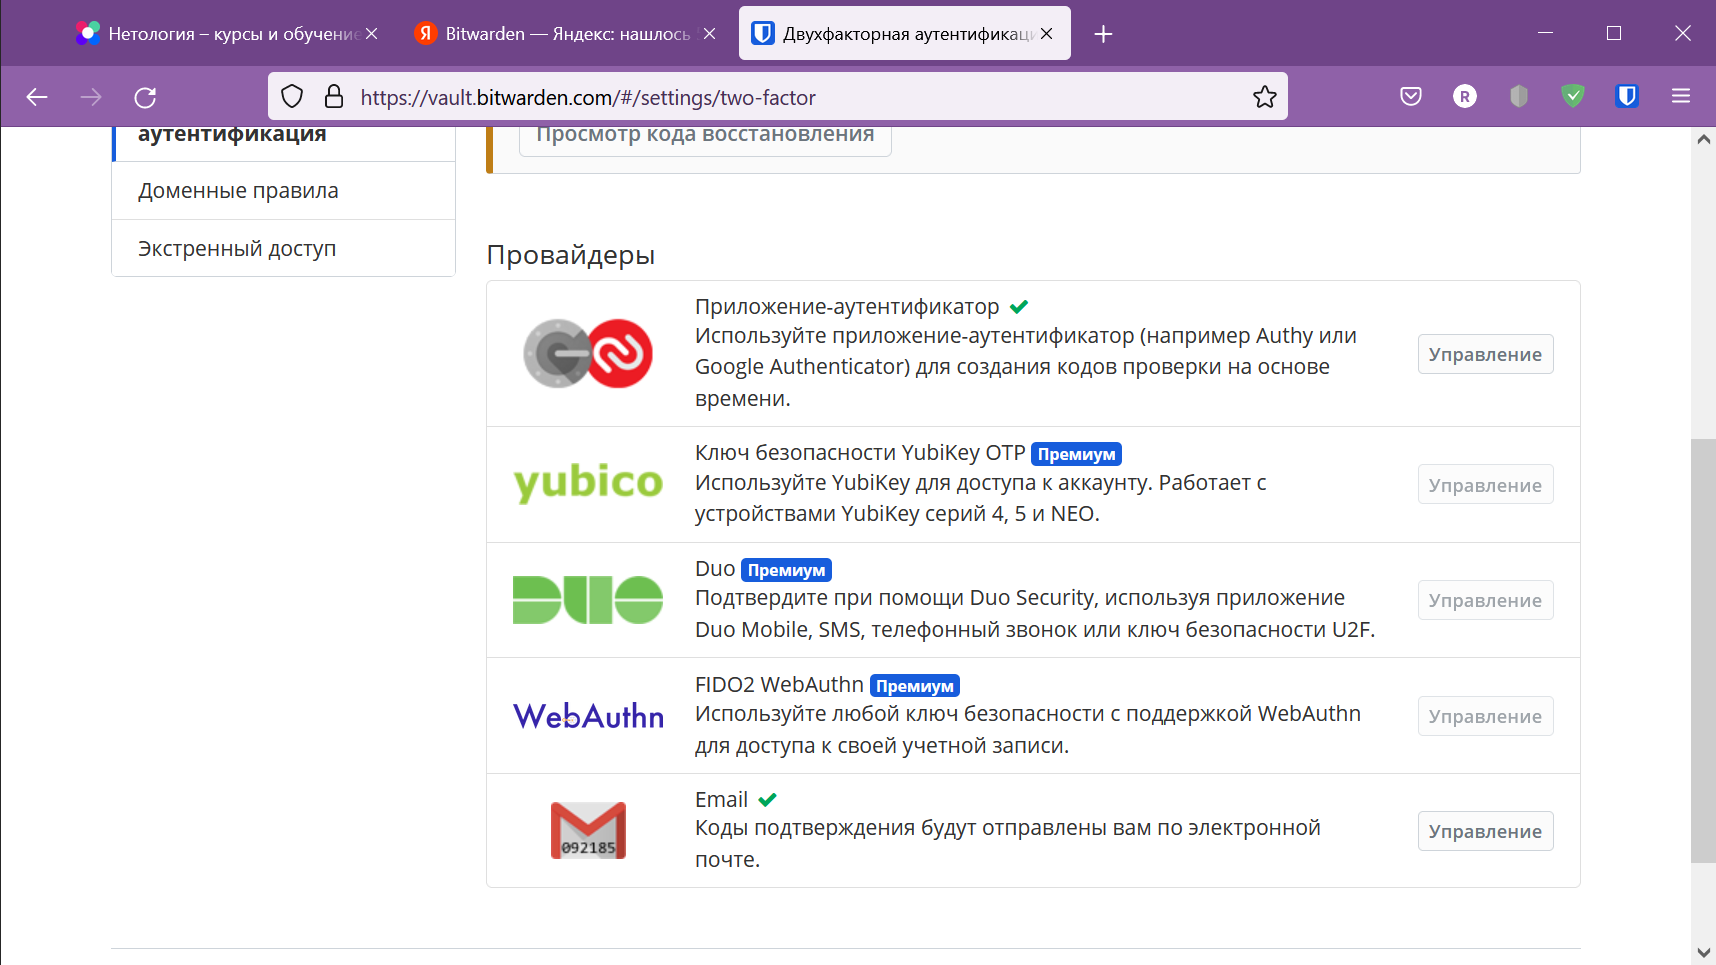 Нетология – курсы и обучение
Bitwarden — Яндекс: нашлось
Двухфакторная аутентификац
https://vault.bitwarden.com/#/settings/two-factor
R
аутентификация
Просмотр кода восстановления
Доменные правила
Экстренный доступ
Провайдеры
Приложение-аутентификатор
Используйте приложение-аутентификатор (например Authy или
Google Authenticator) для создания кодов проверки на основе
времени.
Управление
yubico
Ключ безопасности YubiKey OTP Премиум
Используйте YubiKey для доступа к аккаунту. Работает с
устройствами YubiKey серий 4, 5 и NEO.
Управление
DUO
Duo Премиум
Подтвердите при помощи Duo Security, используя приложение
Duo Mobile, SMS, телефонный звонок или ключ безопасности U2F.
Управление
WebAuthn
FIDO2 WebAuthn Премиум
Используйте любой ключ безопасности с поддержкой WebAuthn
для доступа к своей учетной записи.
Управление
092185
Email
Коды подтверждения будут отправлены вам по электронной
почте.
Управление